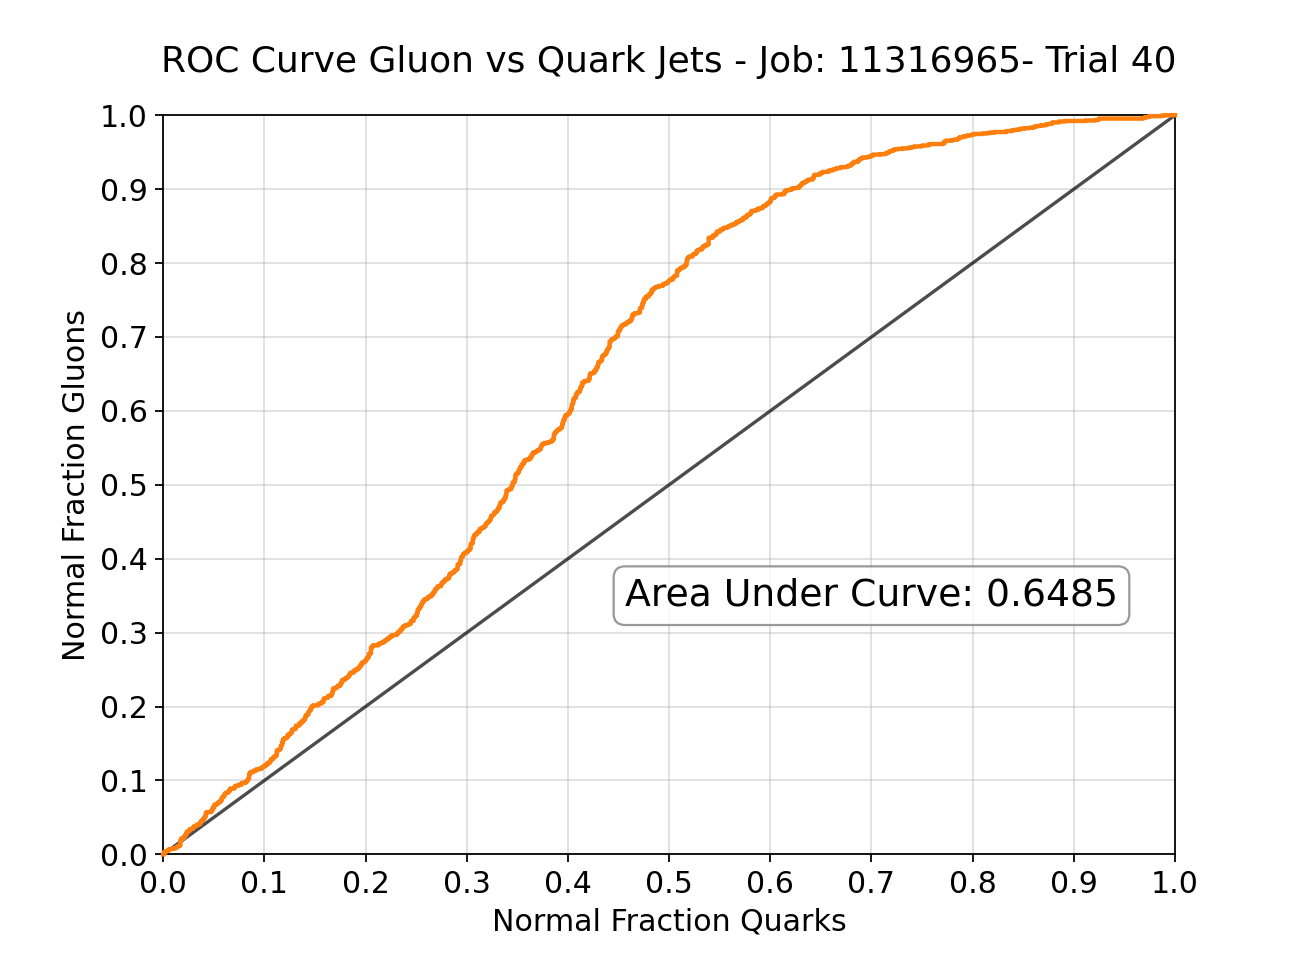 ROC Curve Gluon vs Quark Jets - Job: 11316965- Trial 40
1.0
0.9
0.8
0.7
0.6
0.5
0.4
0.3
0.2
0.1
0.0
Normal Fraction Gluons
Area Under Curve: 0.6485
0.0 0.1 0.2 0.3 0.4 0.5 0.6 0.7 0.8 0.9 1.0
Normal Fraction Quarks